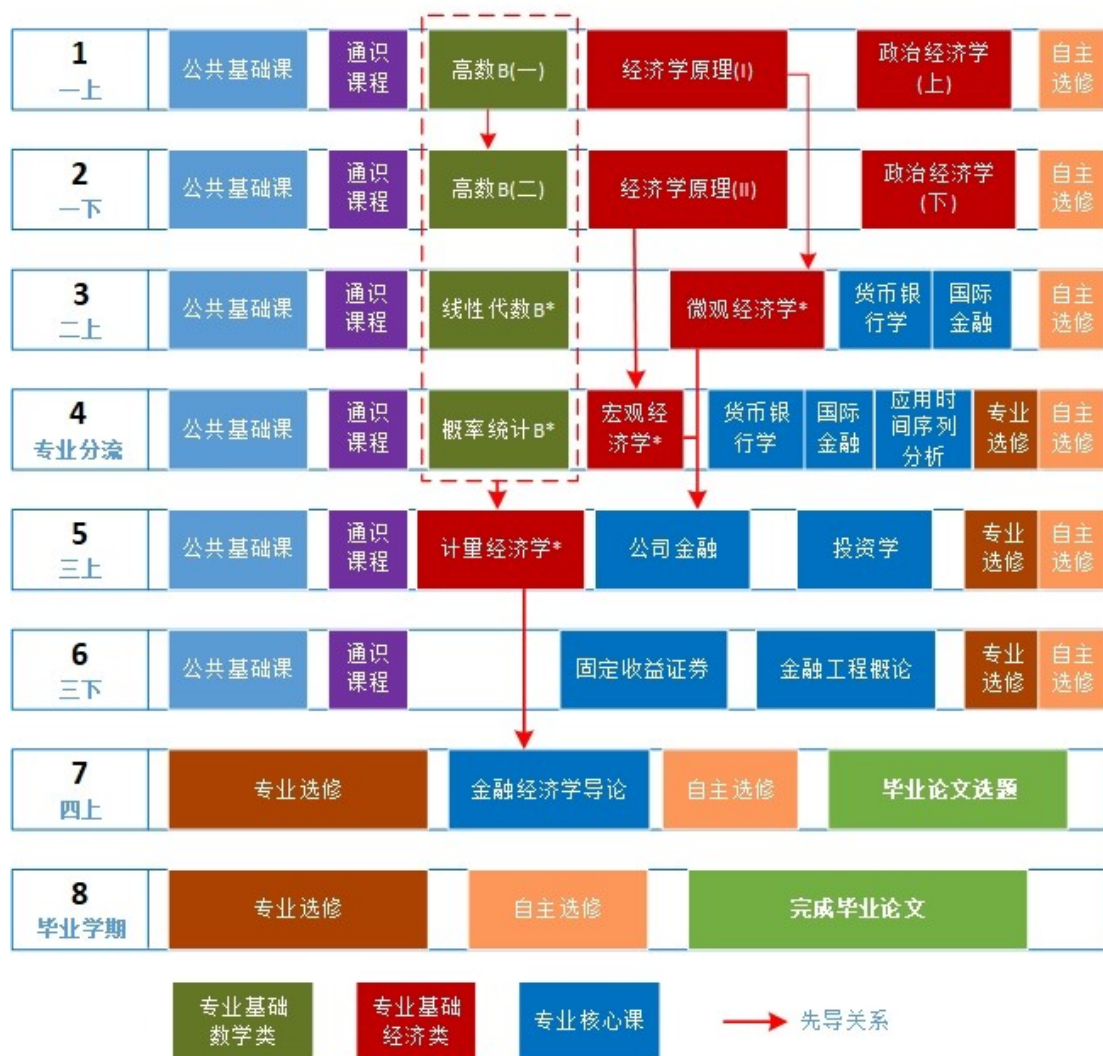 1
一上
公共基础课
通识
课程
高数B(一)
经济学原理(I)
政治经济学
(上)
自主
选修
2
一下
公共基础课
通识
课程
高数B(二)
经济学原理(II)
政治经济学
(下)
自主
选修
3
二上
公共基础课
通识
课程
线性代数B*
微观经济学*
货币银
行学
国际
金融
自主
选修
4
专业分流
公共基础课
通识
课程
概率统计B*
宏观经
济学*
货币银
行学
国际
金融
应用时
间序列
分析
专业
选修
自主
选修
5
三上
公共基础课
通识
课程
计量经济学*
公司金融
投资学
专业
选修
自主
选修
6
三下
公共基础课
通识
课程
固定收益证券
金融工程概论
专业
选修
自主
选修
7
四上
专业选修
金融经济学导论
自主选修
毕业论文选题
8
毕业学期
专业选修
自主选修
完成毕业论文
专业基础
数学类
专业基础
经济类
专业核心课
先导关系